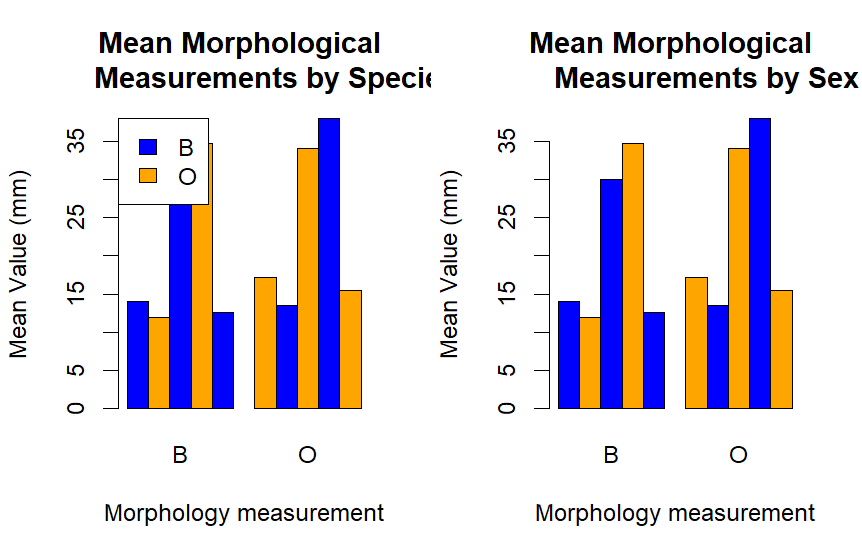 Mean Morphological
Measurements by Specie
Mean Value (mm)
35
25
15
5
0
B
O
B
O
Morphology measurement
Mean Morphological
Measurements by Sex
Mean Value (mm)
35
25
15
5
0
B
O
Morphology measurement